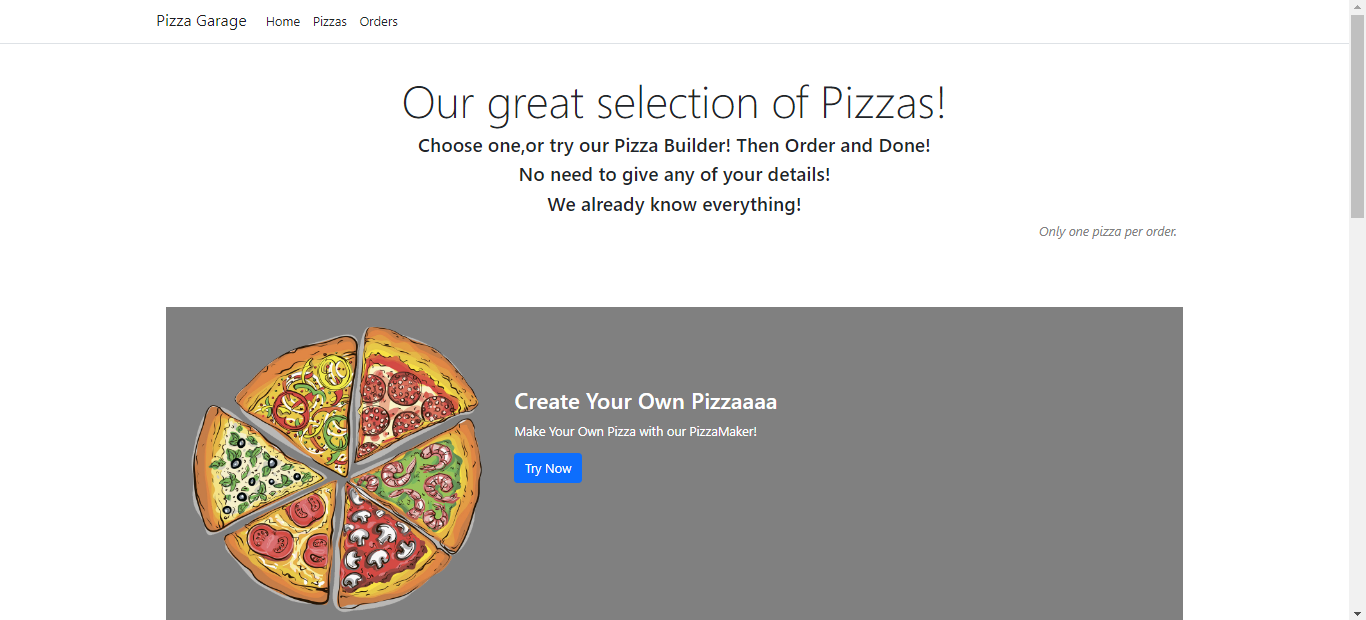 Pizza Garage Home Pizzas Orders
Our great selection of Pizzas!
Choose one,or try our Pizza Builder! Then Order and Done!
No need to give any of your details!
We already know everything!
Only one pizza per order.
Create Your Own Pizzaaaa
Make Your Own Pizza with our PizzaMaker!
Try Now